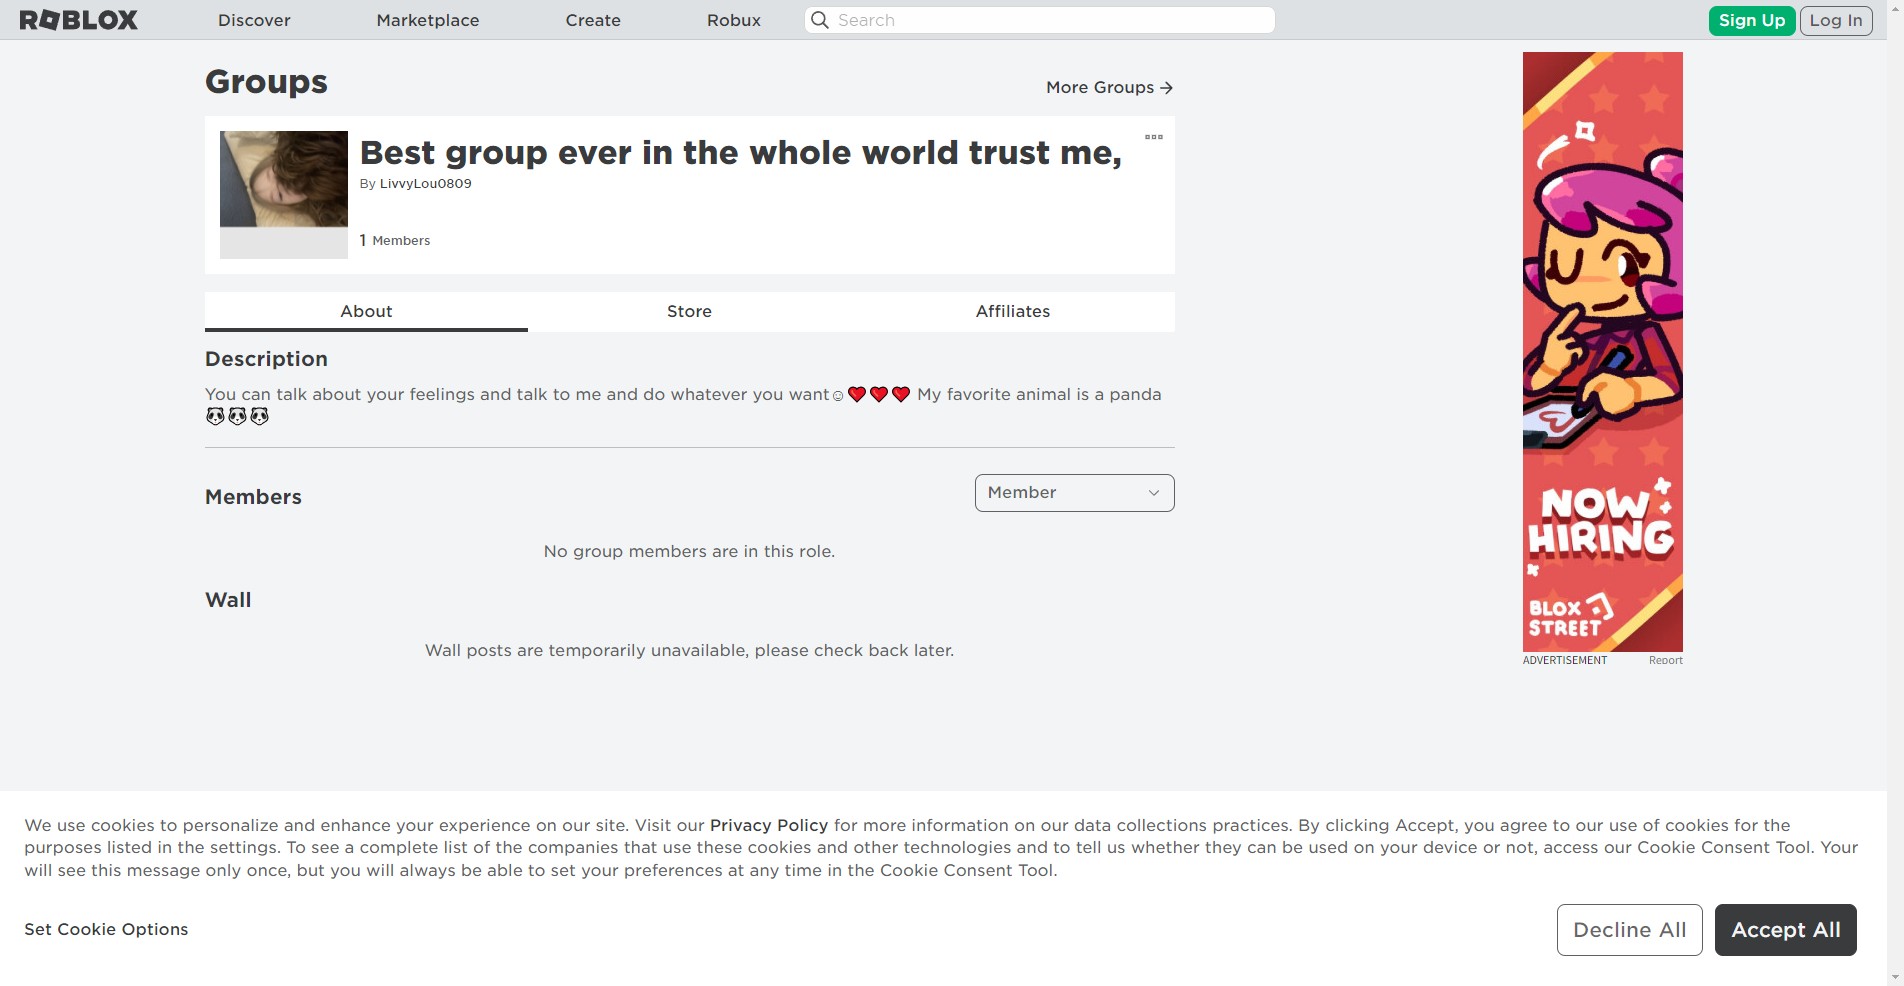 ROBLOX
Discover
Marketplace
Create
Robux
Search
Sign Up
Log In
Groups
More Groups →
Best group ever in the whole world trust me,
By LivvyLou0809
1 Members
About
Store
Affiliates
Description
You can talk about your feelings and talk to me and do whatever you want☺❤️❤️❤️ My favorite animal is a panda
🐼🐼🐼
Members
Member
No group members are in this role.
Wall
Wall posts are temporarily unavailable, please check back later.
NOW
HIRING
BLOX
STREET
ADVERTISEMENT
Report
We use cookies to personalize and enhance your experience on our site. Visit our Privacy Policy for more information on our data collections practices. By clicking Accept, you agree to our use of cookies for the
purposes listed in the settings. To see a complete list of the companies that use these cookies and other technologies and to tell us whether they can be used on your device or not, access our Cookie Consent Tool. Your
will see this message only once, but you will always be able to set your preferences at any time in the Cookie Consent Tool.
Set Cookie Options
Decline All
Accept All